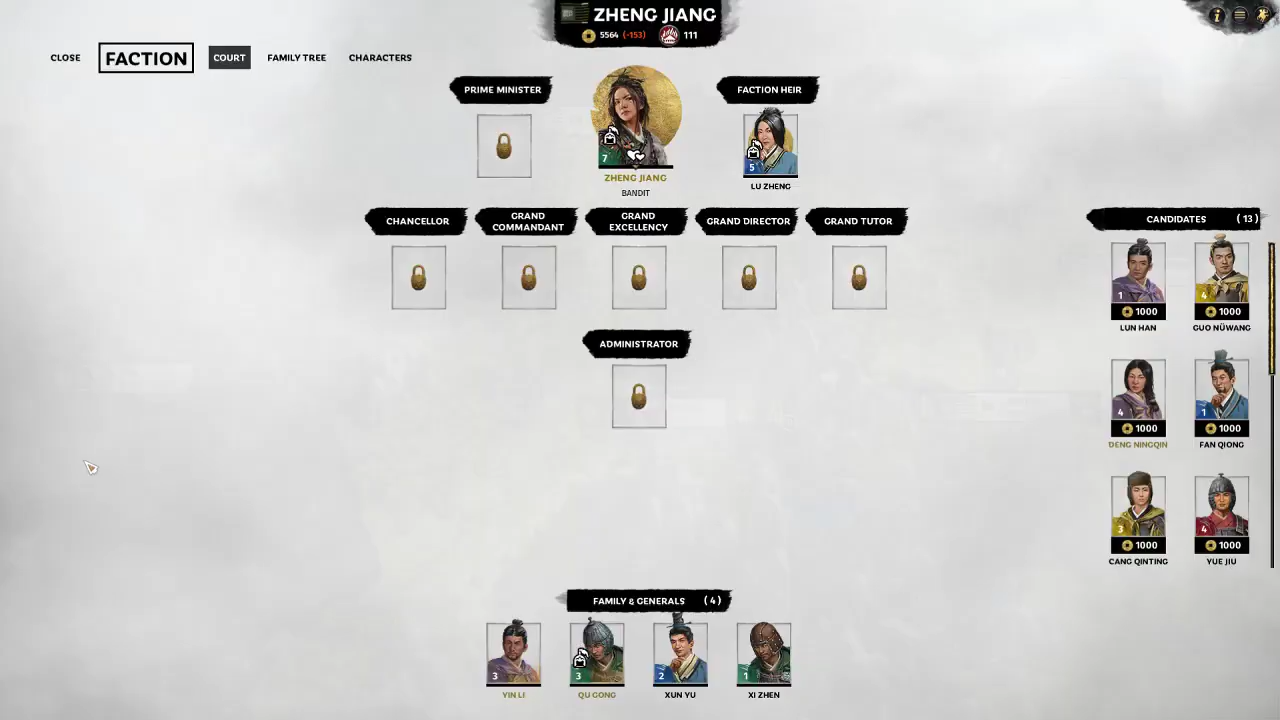 ZHENG JIANG
5564 (-153) 111
CLOSE FACTION COURT FAMILY TREE CHARACTERS
PRIME MINISTER
FACTION HEIR
7
5
ZHENG JIANG
BANDIT
LU ZHENG
CHANCELLOR
GRAND
COMMANDANT
GRAND
EXCELLENCY
GRAND DIRECTOR
GRAND TUTOR
CANDIDATES (13)
1 4
1000 1000
LUN HAN GUO NÜWANG
ADMINISTRATOR
4 1
1000 1000
DENG NINGQIN FAN QIONG
3 4
1000 1000
CANG QINTING YUE JIU
FAMILY & GENERALS (4)
3 3 2 1
YIN LI QU GONG XUN YU XI ZHEN